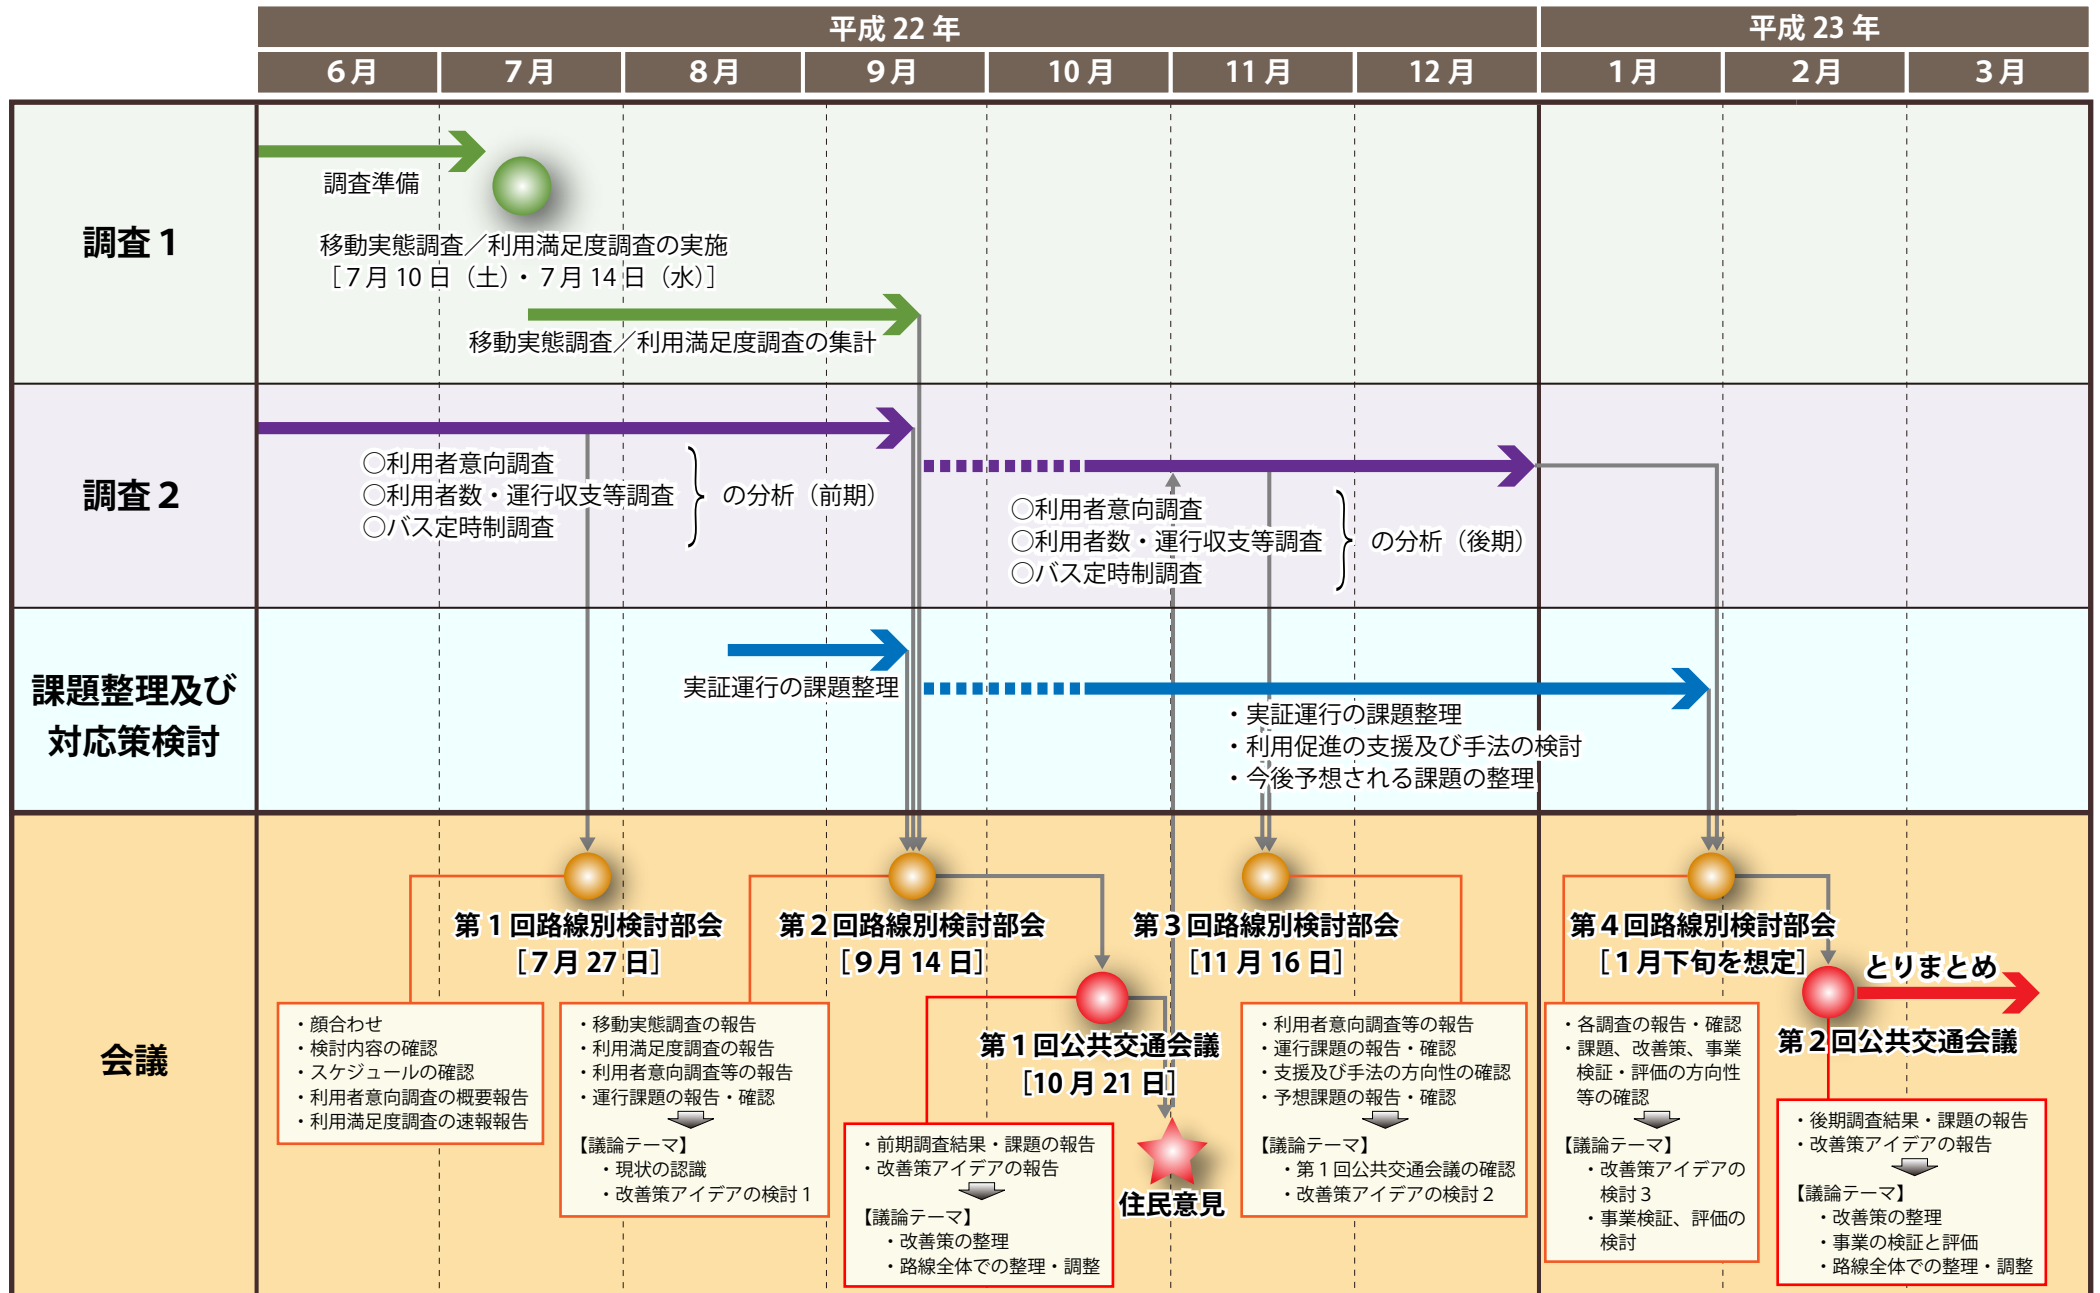 平成 22 年
平成 23 年
6月
7月
8月
9月
10月
11月
12月
1月
2月
3月
調査1
調査準備
移動実態調査／利用満足度調査の実施
［7月10日（土）・7月14日（水）］
移動実態調査／利用満足度調査の集計
調査2
○利用者意向調査
○利用者数・運行収支等調査
○バス定時制調査
の分析（前期）
○利用者意向調査
○利用者数・運行収支等調査
○バス定時制調査
の分析（後期）
課題整理及び
対応策検討
実証運行の課題整理
・実証運行の課題整理
・利用促進の支援及び手法の検討
・今後予想される課題の整理
会議
第1回路線別検討部会
［7月27日］
・顔合わせ
・検討内容の確認
・スケジュールの確認
・利用者意向調査の概要報告
・利用満足度調査の速報報告
第2回路線別検討部会
［9月14日］
・移動実態調査の報告
・利用満足度調査の報告
・利用者意向調査等の報告
・運行課題の報告・確認
【議論テーマ】
・現状の認識
・改善策アイデアの検討1
第1回公共交通会議
［10月21日］
・前期調査結果・課題の報告
・改善策アイデアの報告
【議論テーマ】
・改善策の整理
・路線全体での整理・調整
住民意見
第3回路線別検討部会
［11月16日］
・利用者意向調査等の報告
・運行課題の報告・確認
・支援及び手法の方向性の確認
・予想課題の報告・確認
【議論テーマ】
・第1回公共交通会議の確認
・改善策アイデアの検討2
第4回路線別検討部会
［1月下旬を想定］
・各調査の報告・確認
・課題、改善策、事業
検証・評価の方向性
等の確認
【議論テーマ】
・改善策アイデアの
検討3
・事業検証、評価の
検討
とりまとめ
第2回公共交通会議
・後期調査結果・課題の報告
・改善策アイデアの報告
【議論テーマ】
・改善策の整理
・事業の検証と評価
・路線全体での整理・調整